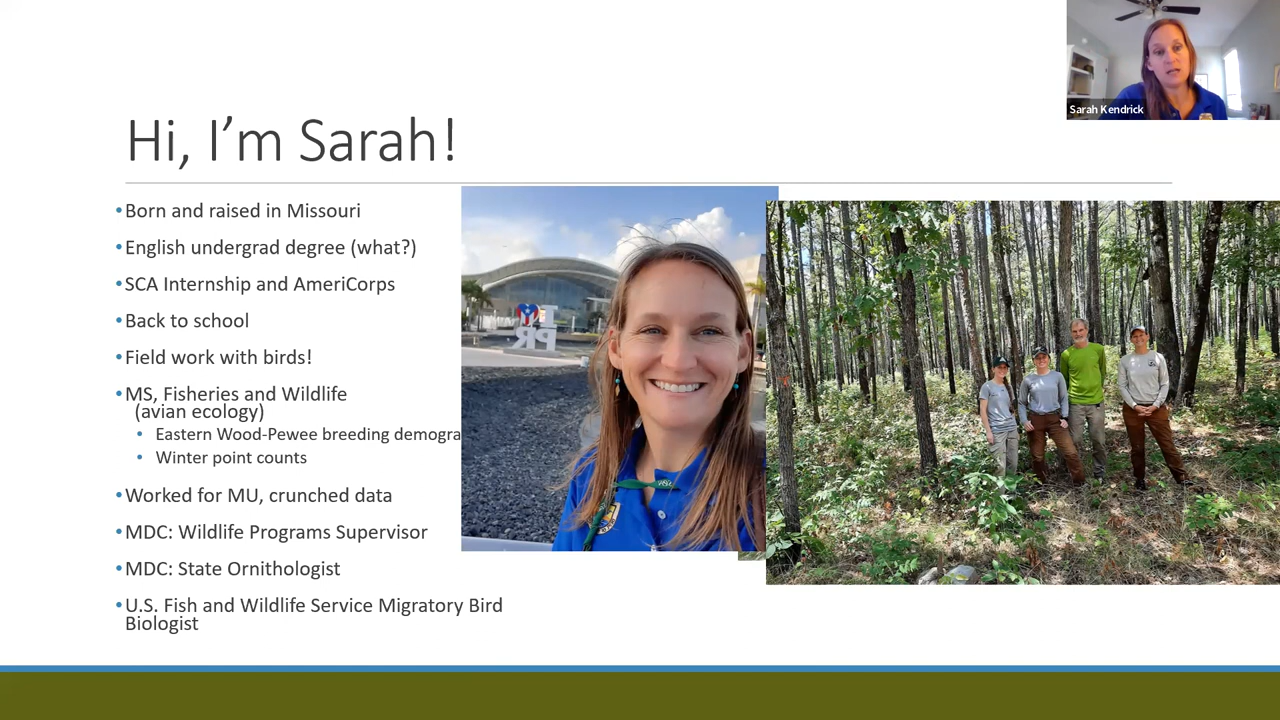 Sarah Kendrick
Hi, I’m Sarah!
•Born and raised in Missouri
•English undergrad degree (what?)
•SCA Internship and AmeriCorps
•Back to school
•Field work with birds!
•MS, Fisheries and Wildlife
(avian ecology)
• Eastern Wood-Pewee breeding demogra
• Winter point counts
•Worked for MU, crunched data
•MDC: Wildlife Programs Supervisor
•MDC: State Ornithologist
•U.S. Fish and Wildlife Service Migratory Bird
Biologist
I
PR